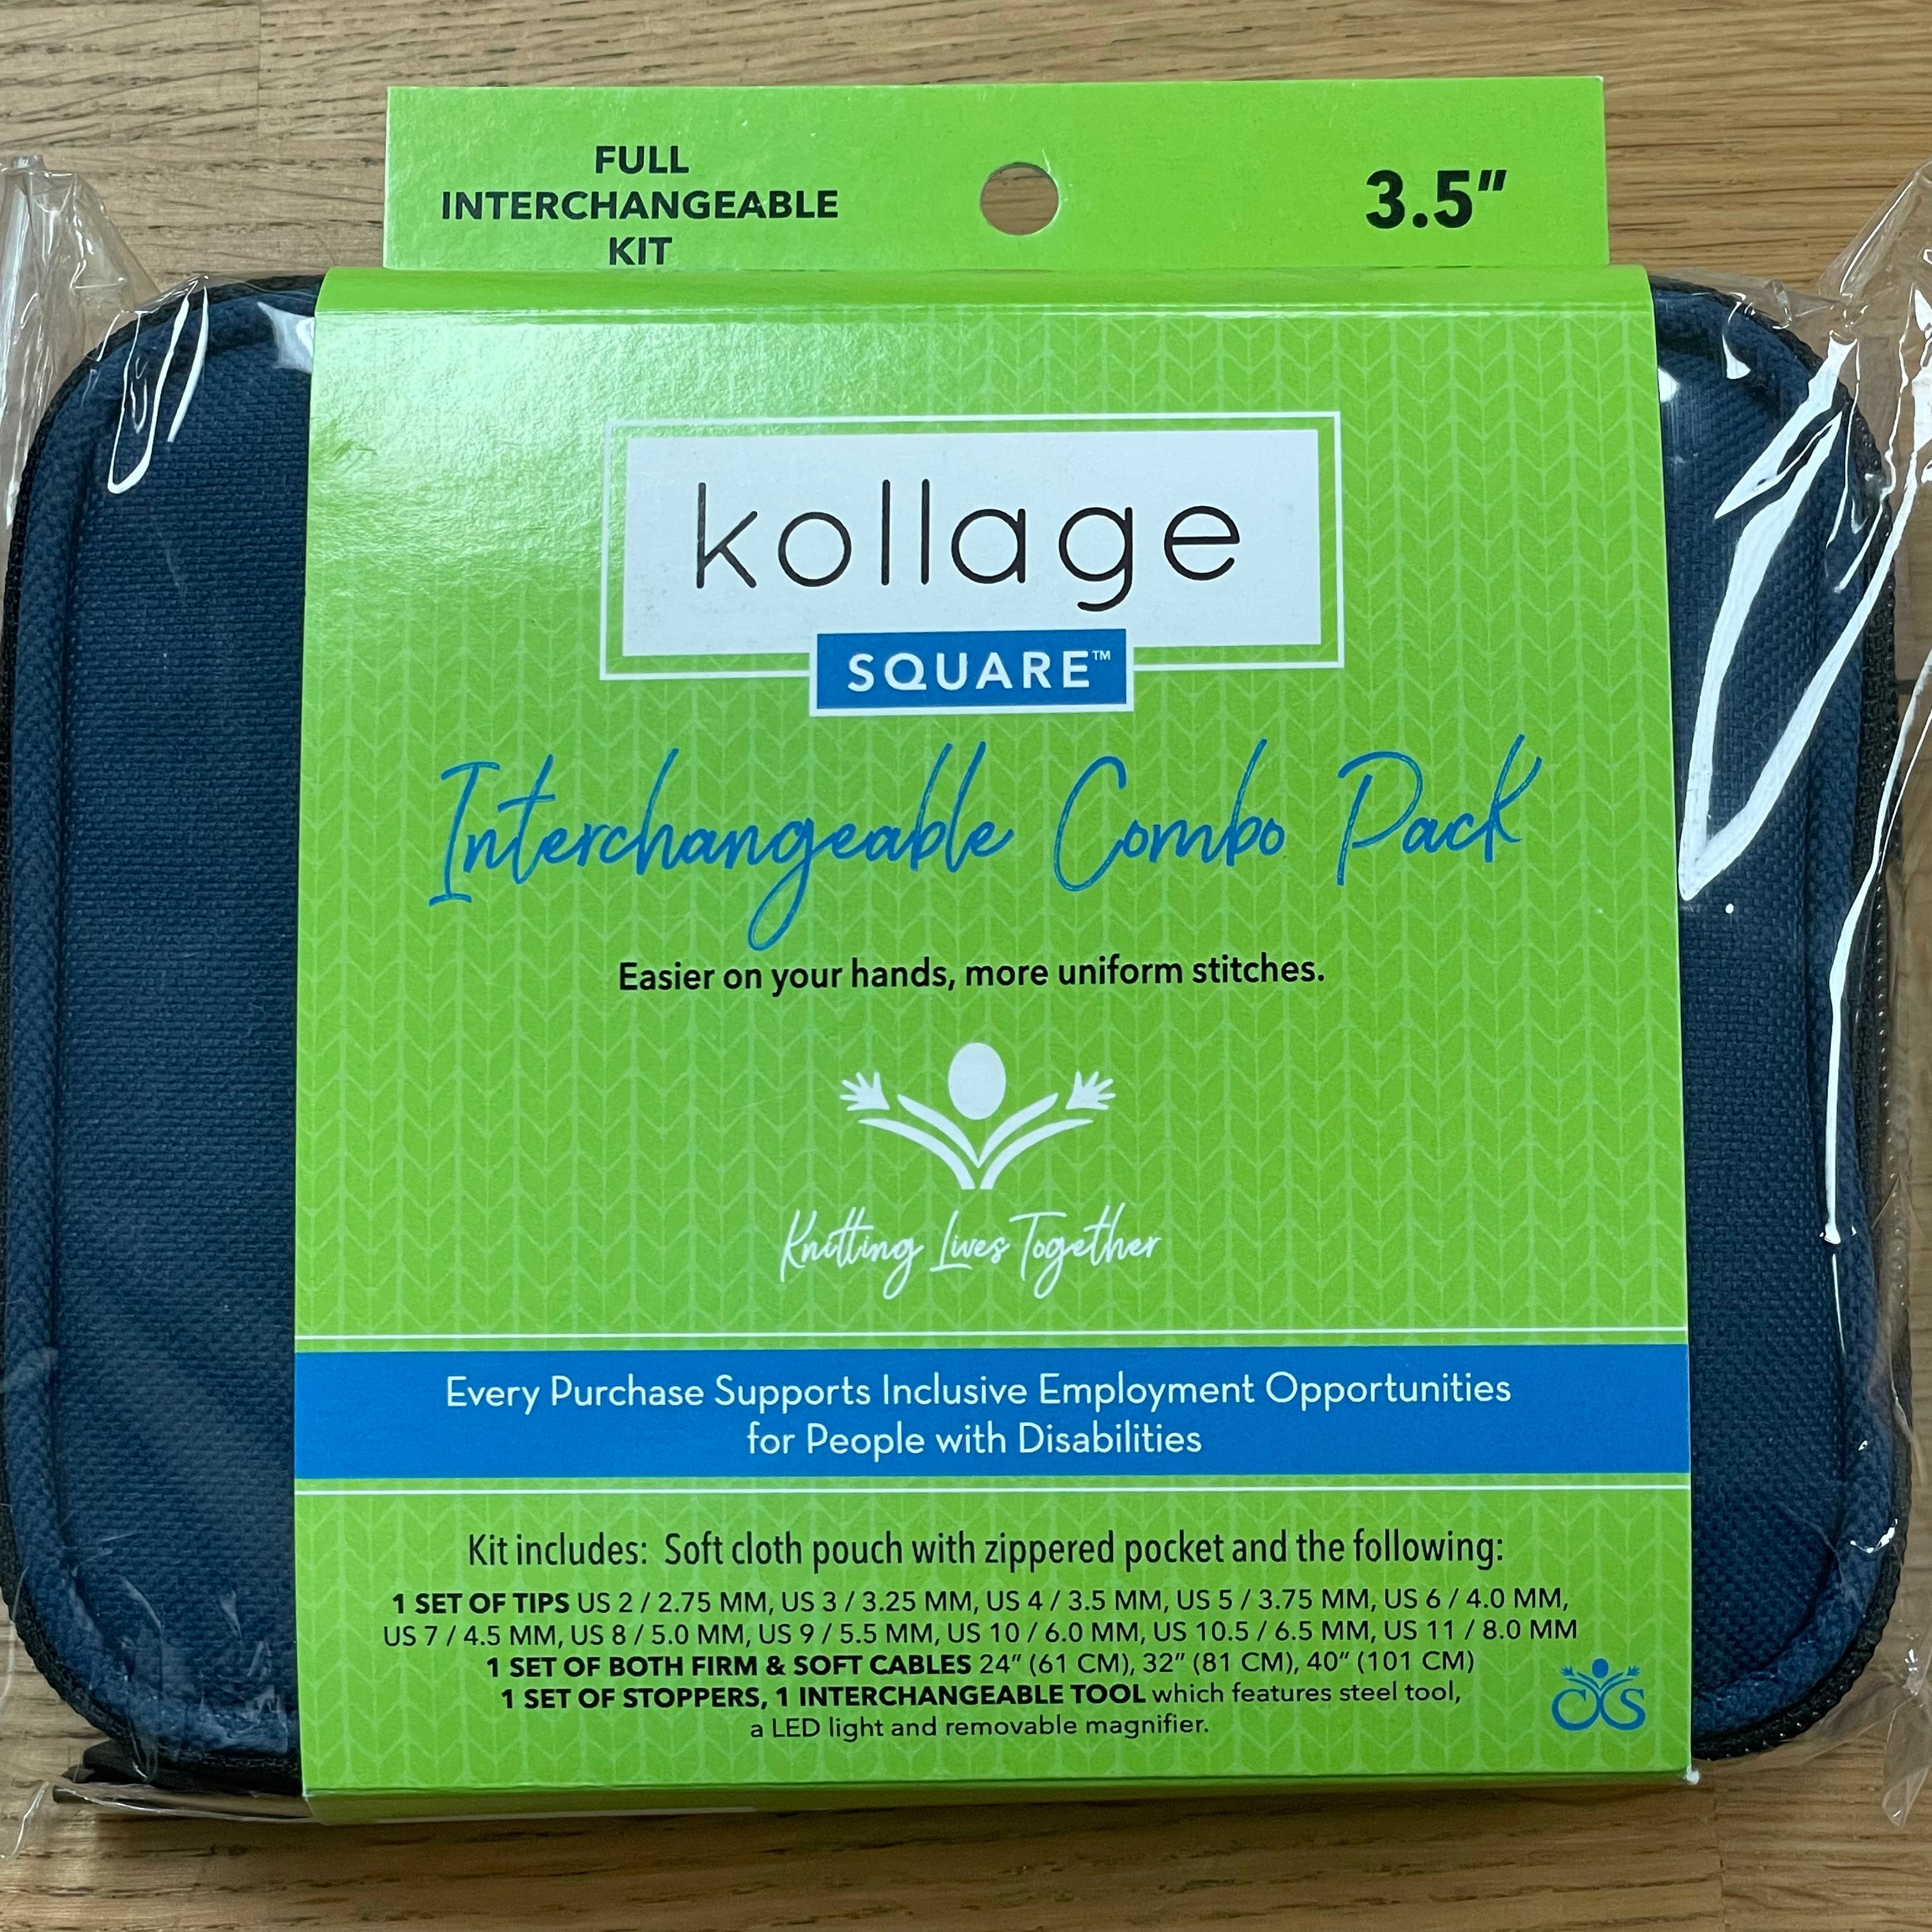 FULL
INTERCHANGEABLE
KIT
3.5"
kollage
SQUARE™
Interchangeable Combo Pack
Easier on your hands, more uniform stitches.
Knitting Lives Together
Every Purchase Supports Inclusive Employment Opportunities
for People with Disabilities
Kit includes: Soft cloth pouch with zippered pocket and the following:
1 SET OF TIPS US 2 / 2.75 MM, US 3 / 3.25 MM, US 4 / 3.5 MM, US 5 / 3.75 MM, US 6 / 4.0 MM,
US 7 / 4.5 MM, US 8 / 5.0 MM, US 9 / 5.5 MM, US 10 / 6.0 MM, US 10.5 / 6.5 MM, US 11 / 8.0 MM
1 SET OF BOTH FIRM & SOFT CABLES 24" (61 CM), 32" (81 CM), 40" (101 CM)
1 SET OF STOPPERS, 1 INTERCHANGEABLE TOOL which features steel tool,
a LED light and removable magnifier.